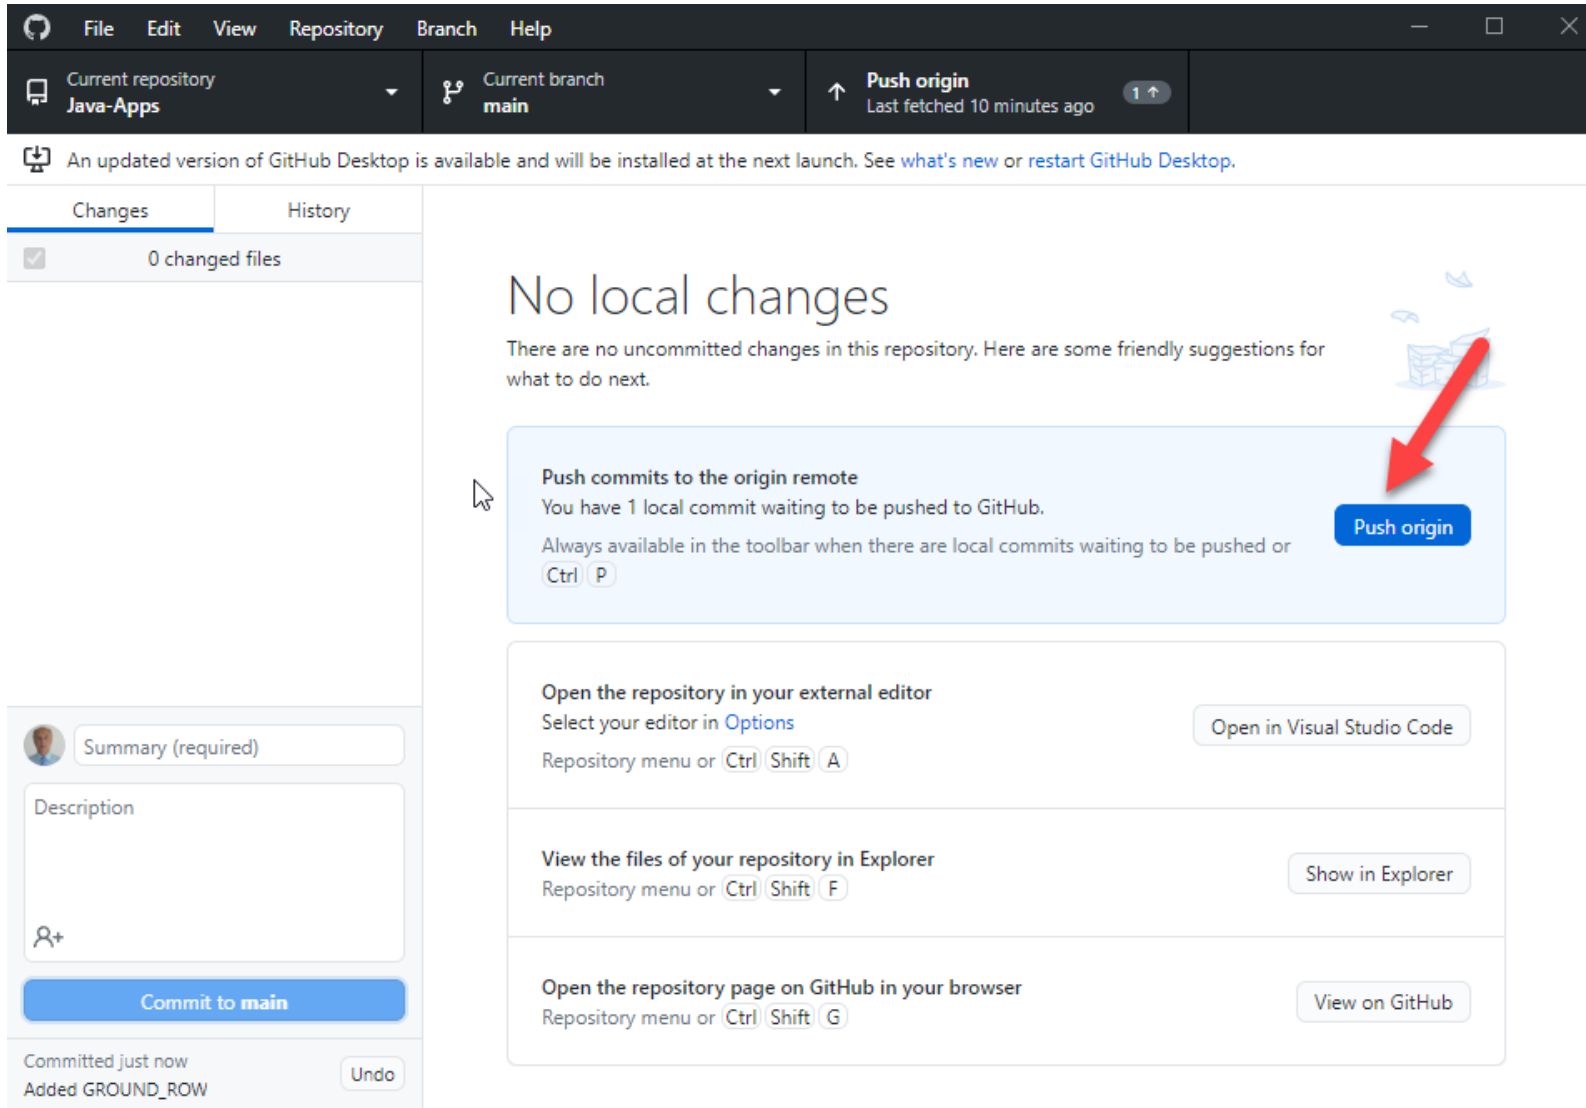 File Edit View Repository Branch Help
Current repository
Java-Apps
Current branch
main
Push origin
Last fetched 10 minutes ago
1
An updated version of GitHub Desktop is available and will be installed at the next launch. See what's new or restart GitHub Desktop.
Changes History
0 changed files
No local changes
There are no uncommitted changes in this repository. Here are some friendly suggestions for
what to do next.
Push commits to the origin remote
You have 1 local commit waiting to be pushed to GitHub.
Always available in the toolbar when there are local commits waiting to be pushed or
Ctrl P
Push origin
Open the repository in your external editor
Select your editor in Options
Repository menu or Ctrl Shift A
Open in Visual Studio Code
View the files of your repository in Explorer
Repository menu or Ctrl Shift F
Show in Explorer
Open the repository page on GitHub in your browser
Repository menu or Ctrl Shift G
View on GitHub
Summary (required)
Description
Commit to main
Committed just now
Added GROUND_ROW
Undo